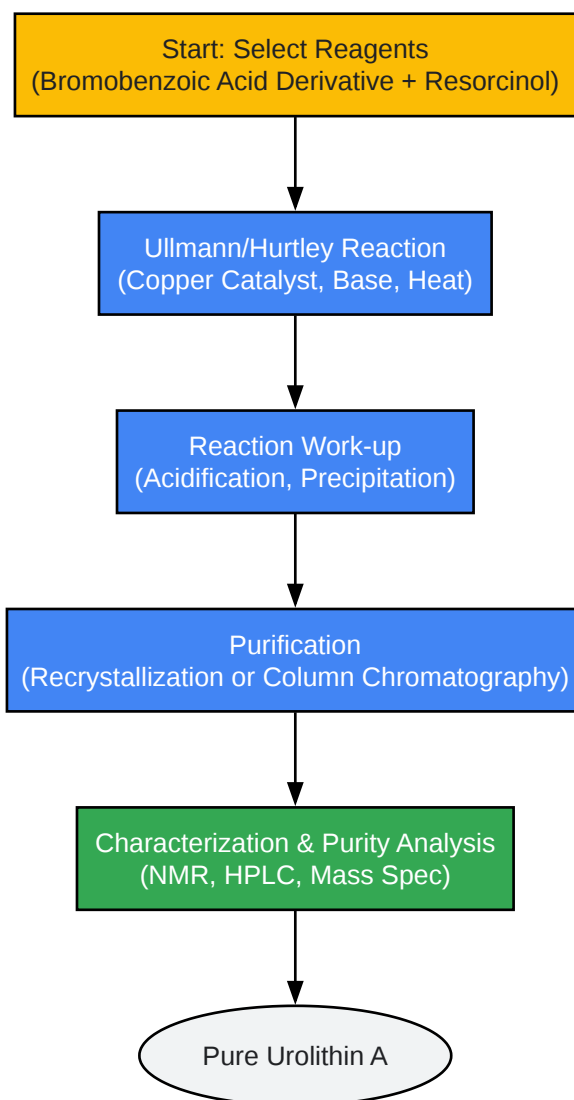 Start: Select Reagents
(Bromobenzoic Acid Derivative + Resorcinol)
Ullmann/Hurtley Reaction
(Copper Catalyst, Base, Heat)
Reaction Work-up
(Acidification, Precipitation)
Purification
(Recrystallization or Column Chromatography)
Characterization & Purity Analysis
(NMR, HPLC, Mass Spec)
Pure Urolithin A